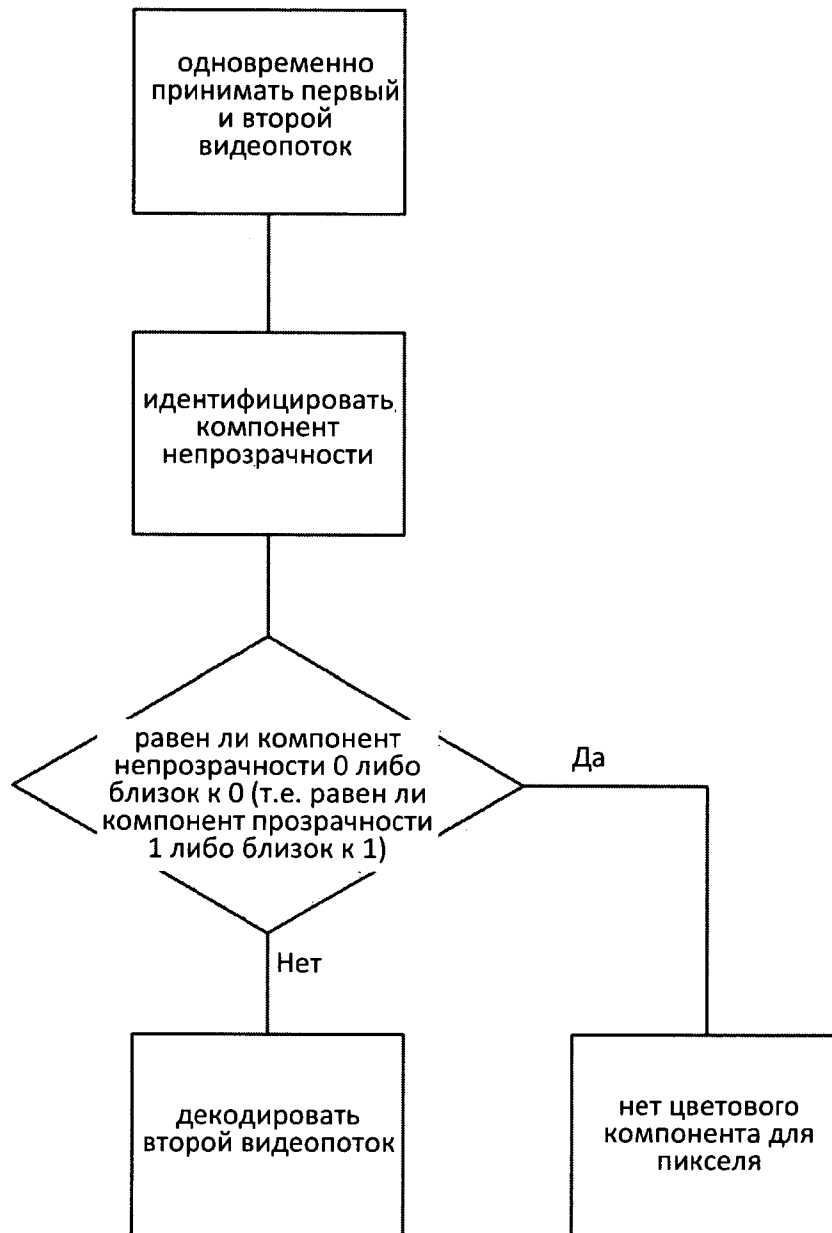 одновременно
принимать первый
и второй
видеопоток
идентифицировать
компонент
непрозрачности
равен ли компонент
непрозрачности 0 либо
близок к 0 (т.е. равен ли
компонент прозрачности
1 либо близок к 1)
Да
Нет
декодировать
второй видеопоток
нет цветового
компонента для
пикселя